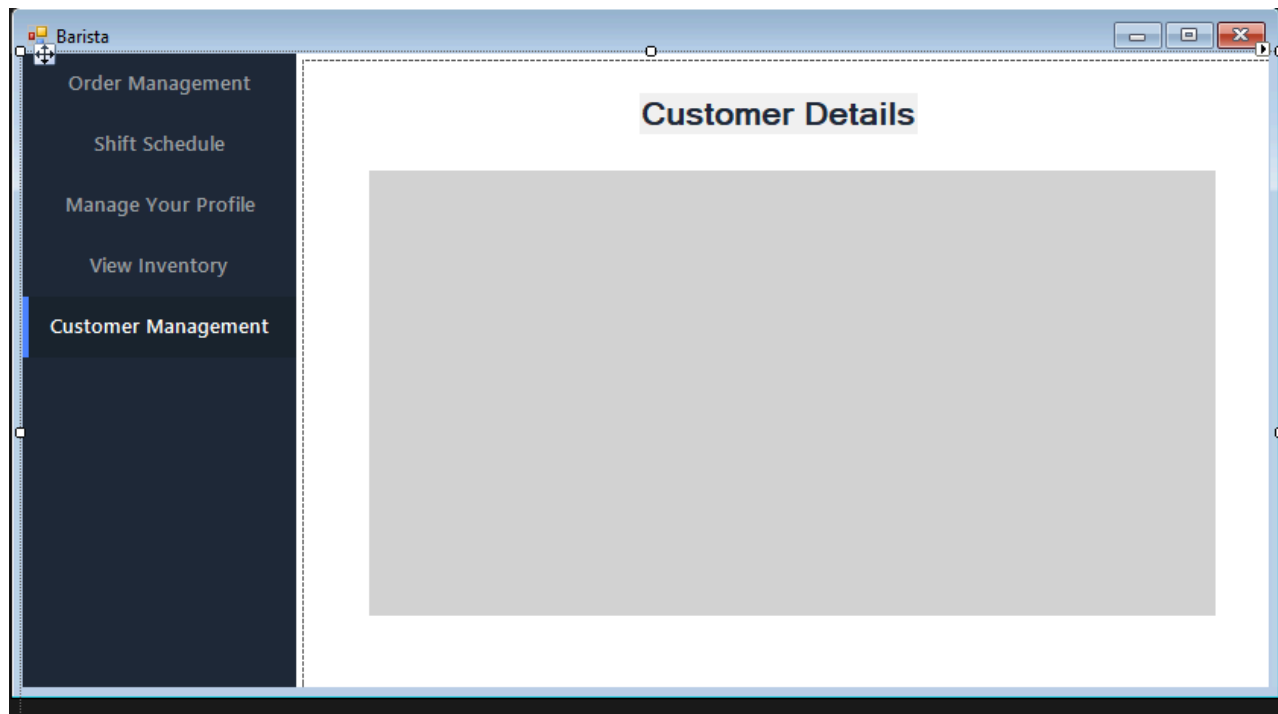 Barista
Order Management
Shift Schedule
Manage Your Profile
View Inventory
Customer Management
Customer Details